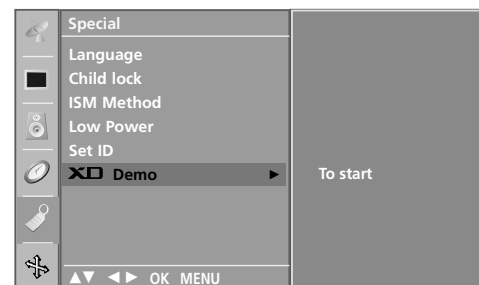 Special
Language
Child lock
ISM Method
Low Power
Set ID
XD Demo ► To start
▲▼ ◄► OK MENU